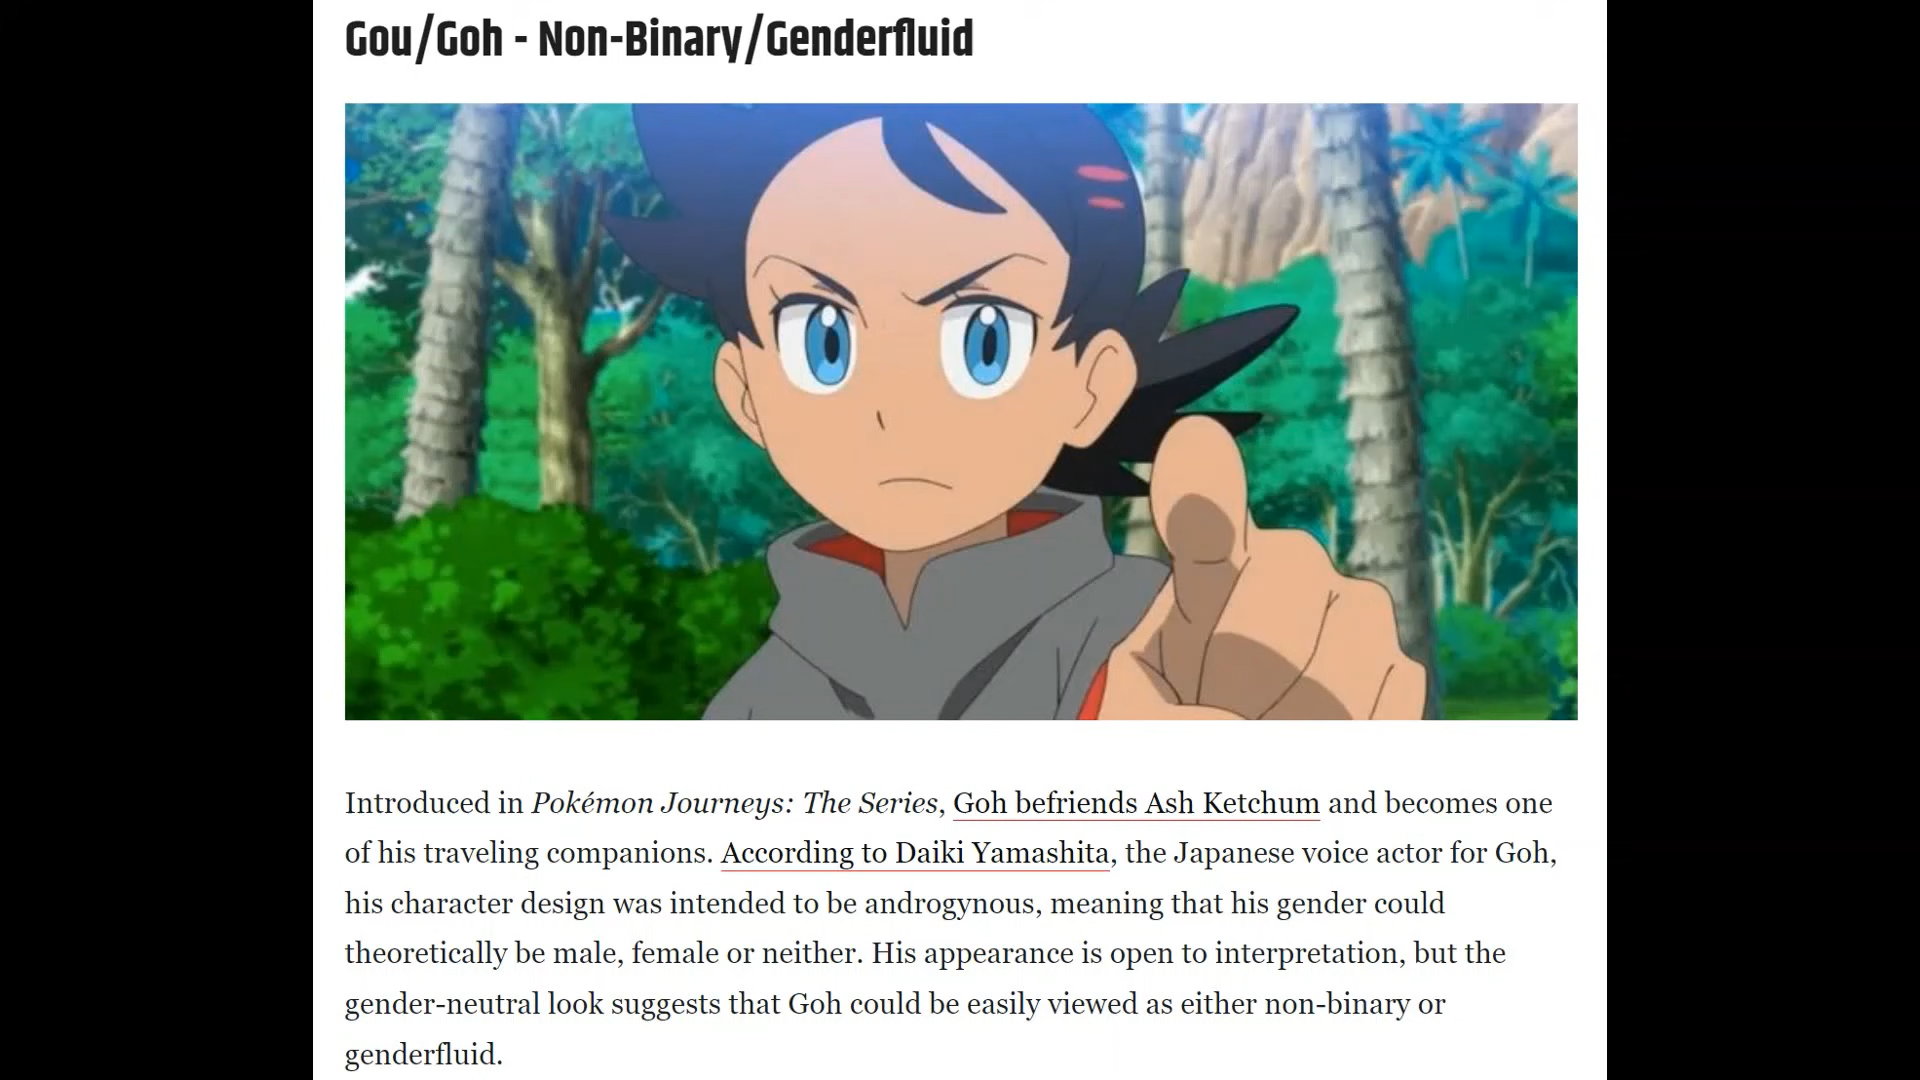 Gou/Goh - Non-Binary/Genderfluid
Introduced in Pokémon Journeys: The Series, Goh befriends Ash Ketchum and becomes one
of his traveling companions. According to Daiki Yamashita, the Japanese voice actor for Goh,
his character design was intended to be androgynous, meaning that his gender could
theoretically be male, female or neither. His appearance is open to interpretation, but the
gender-neutral look suggests that Goh could be easily viewed as either non-binary or
genderfluid.